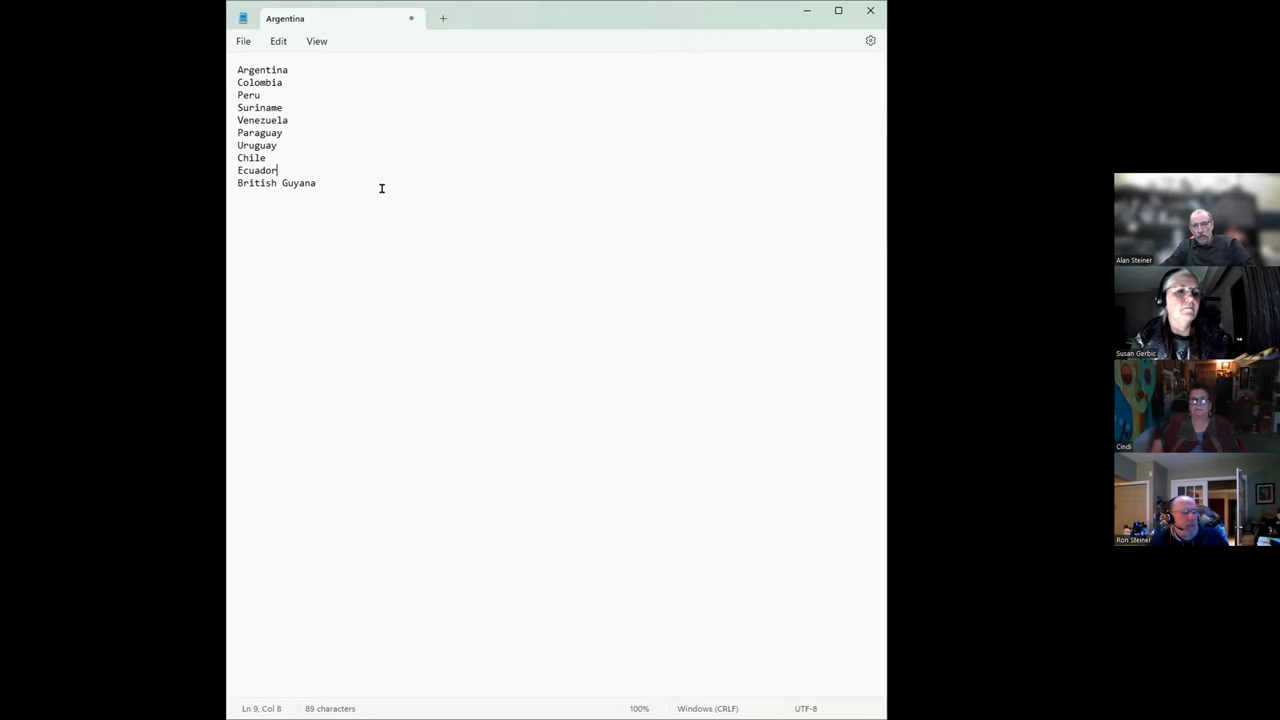 Argentina
File Edit View
Argentina
Colombia
Peru
Suriname
Venezuela
Paraguay
Uruguay
Chile
Ecuador
British Guyana
Alan Steiner
Susan Gerbic
Cindi
Ron Steiner
Ln 9, Col 8 89 characters 100% Windows (CRLF) UTF-8